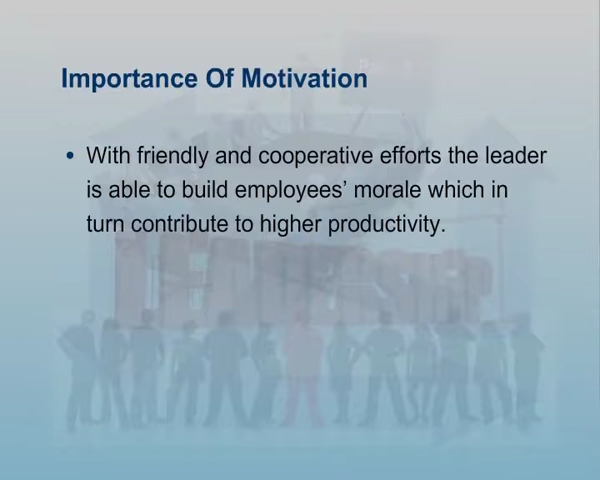 Importance Of Motivation
• With friendly and cooperative efforts the leader
is able to build employees’ morale which in
turn contribute to higher productivity.
LEADERSHIP